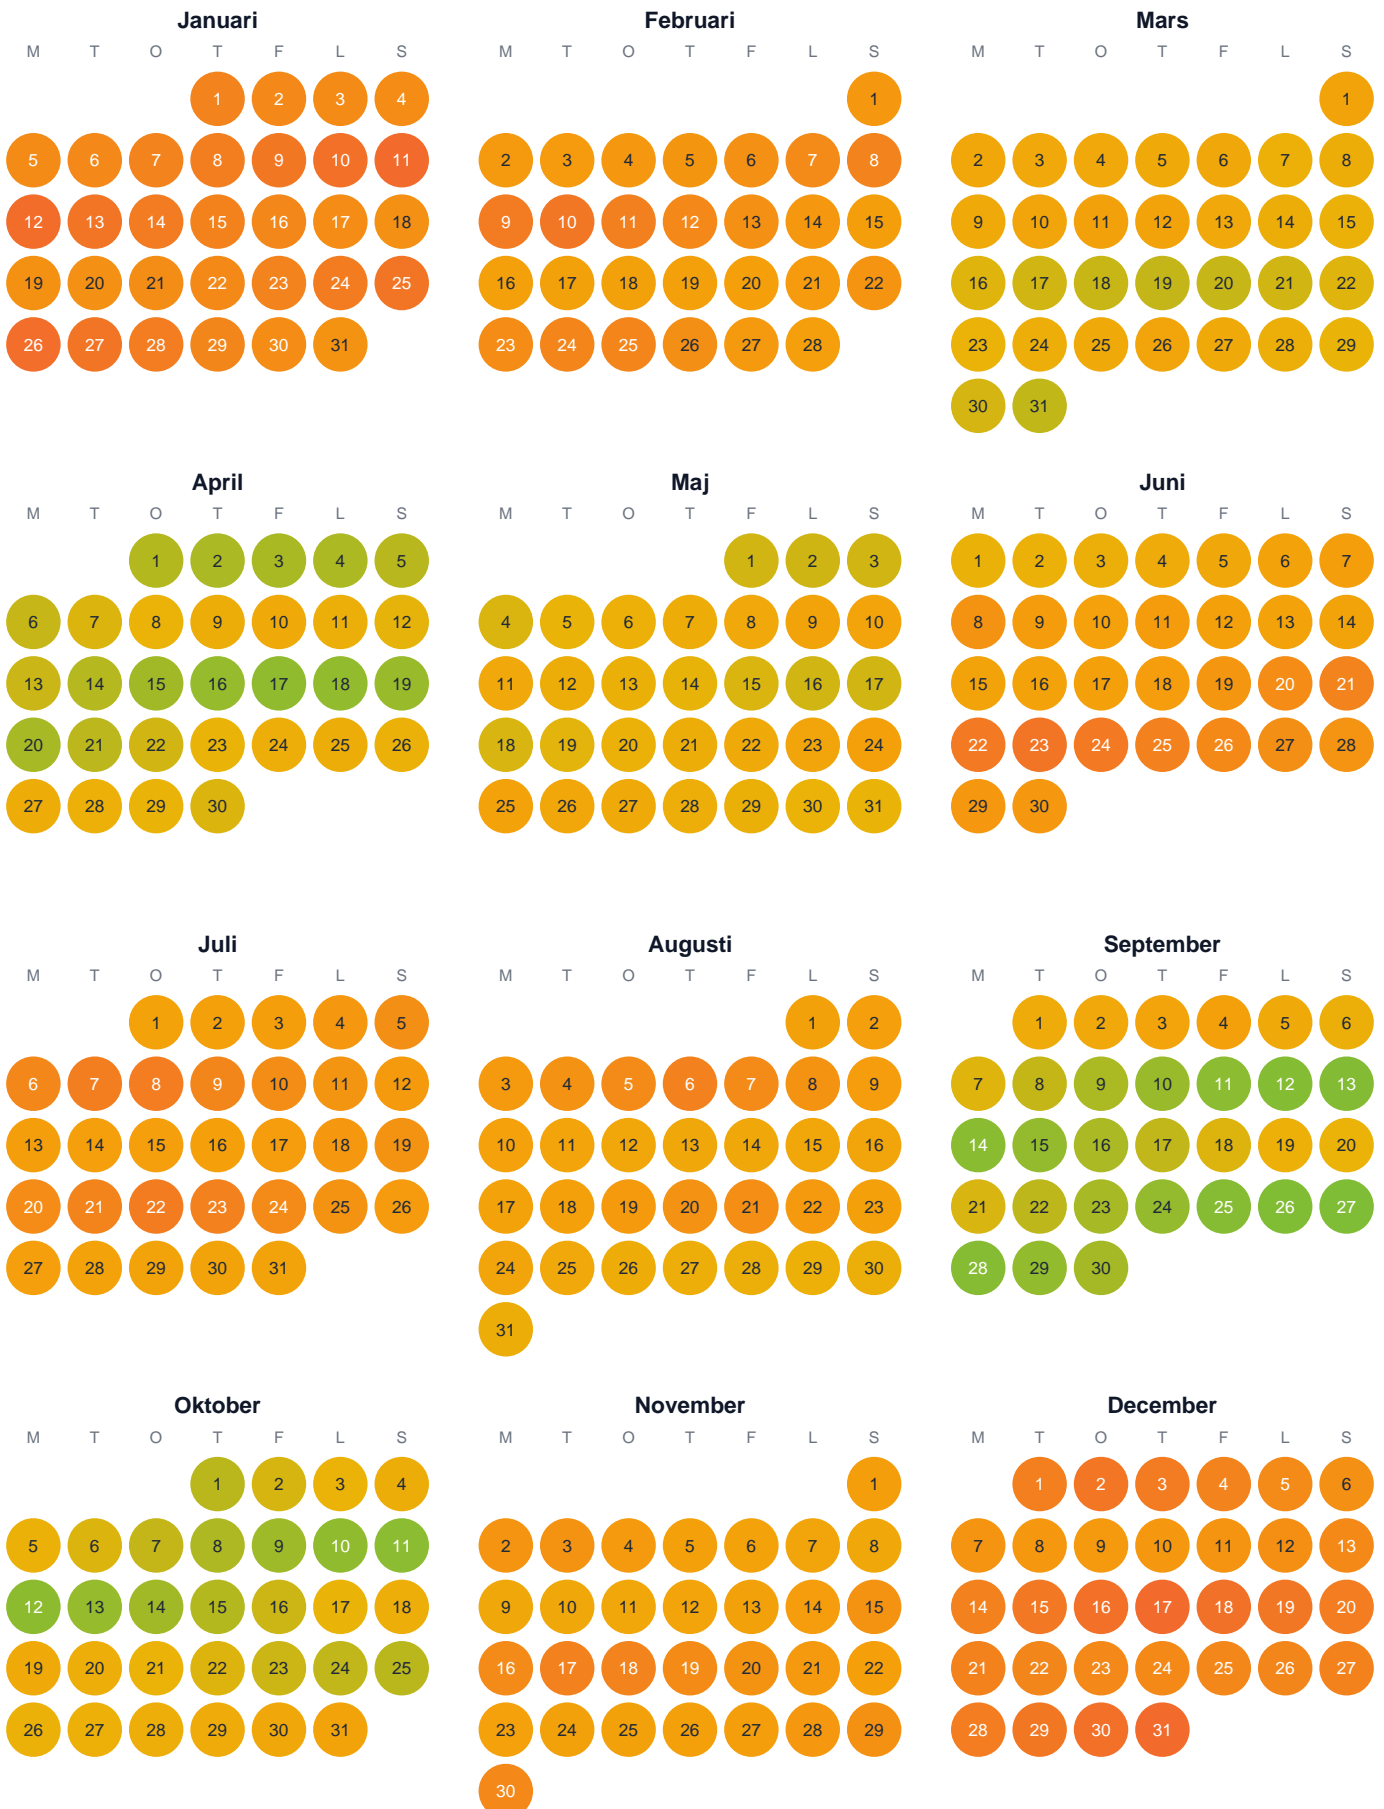 Januari Februari Mars
M T O T F L S M T O T F L S M T O T F L S
1 2 3 4 1 1
5 6 7 8 9 10 11 2 3 4 5 6 7 8 2 3 4 5 6 7 8
12 13 14 15 16 17 18 9 10 11 12 13 14 15 9 10 11 12 13 14 15
19 20 21 22 23 24 25 16 17 18 19 20 21 22 16 17 18 19 20 21 22
26 27 28 29 30 31 23 24 25 26 27 28 23 24 25 26 27 28 29
30 31
April Maj Juni
M T O T F L S M T O T F L S M T O T F L S
1 2 3 4 5 1 2 3 1 2 3 4 5 6 7
6 7 8 9 10 11 12 4 5 6 7 8 9 10 8 9 10 11 12 13 14
13 14 15 16 17 18 19 11 12 13 14 15 16 17 15 16 17 18 19 20 21
20 21 22 23 24 25 26 18 19 20 21 22 23 24 22 23 24 25 26 27 28
27 28 29 30 25 26 27 28 29 30 31 29 30
Juli Augusti September
M T O T F L S M T O T F L S M T O T F L S
1 2 3 4 5 1 2 1 2 3 4 5 6
6 7 8 9 10 11 12 3 4 5 6 7 8 9 7 8 9 10 11 12 13
13 14 15 16 17 18 19 10 11 12 13 14 15 16 14 15 16 17 18 19 20
20 21 22 23 24 25 26 17 18 19 20 21 22 23 21 22 23 24 25 26 27
27 28 29 30 31 24 25 26 27 28 29 30 28 29 30
31
Oktober November December
M T O T F L S M T O T F L S M T O T F L S
1 2 3 4 1 1 2 3 4 5 6
5 6 7 8 9 10 11 2 3 4 5 6 7 8 7 8 9 10 11 12 13
12 13 14 15 16 17 18 9 10 11 12 13 14 15 14 15 16 17 18 19 20
19 20 21 22 23 24 25 16 17 18 19 20 21 22 21 22 23 24 25 26 27
26 27 28 29 30 31 23 24 25 26 27 28 29 28 29 30 31
30